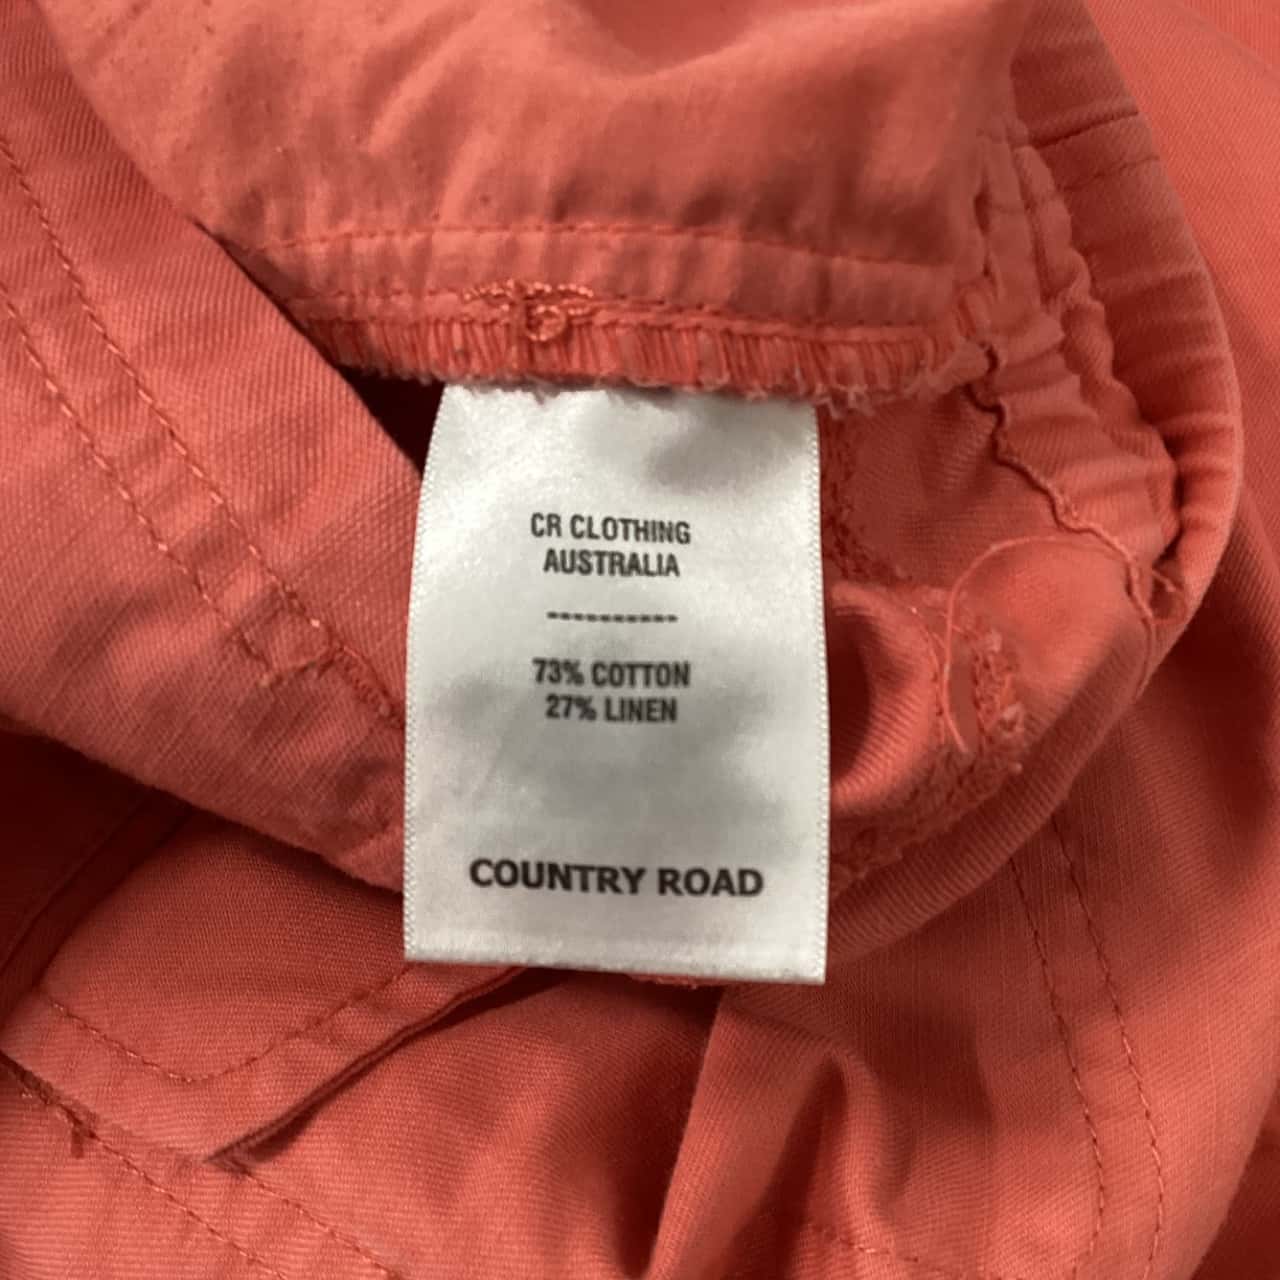 CR CLOTHING
AUSTRALIA
----------
73% COTTON
27% LINEN
COUNTRY ROAD